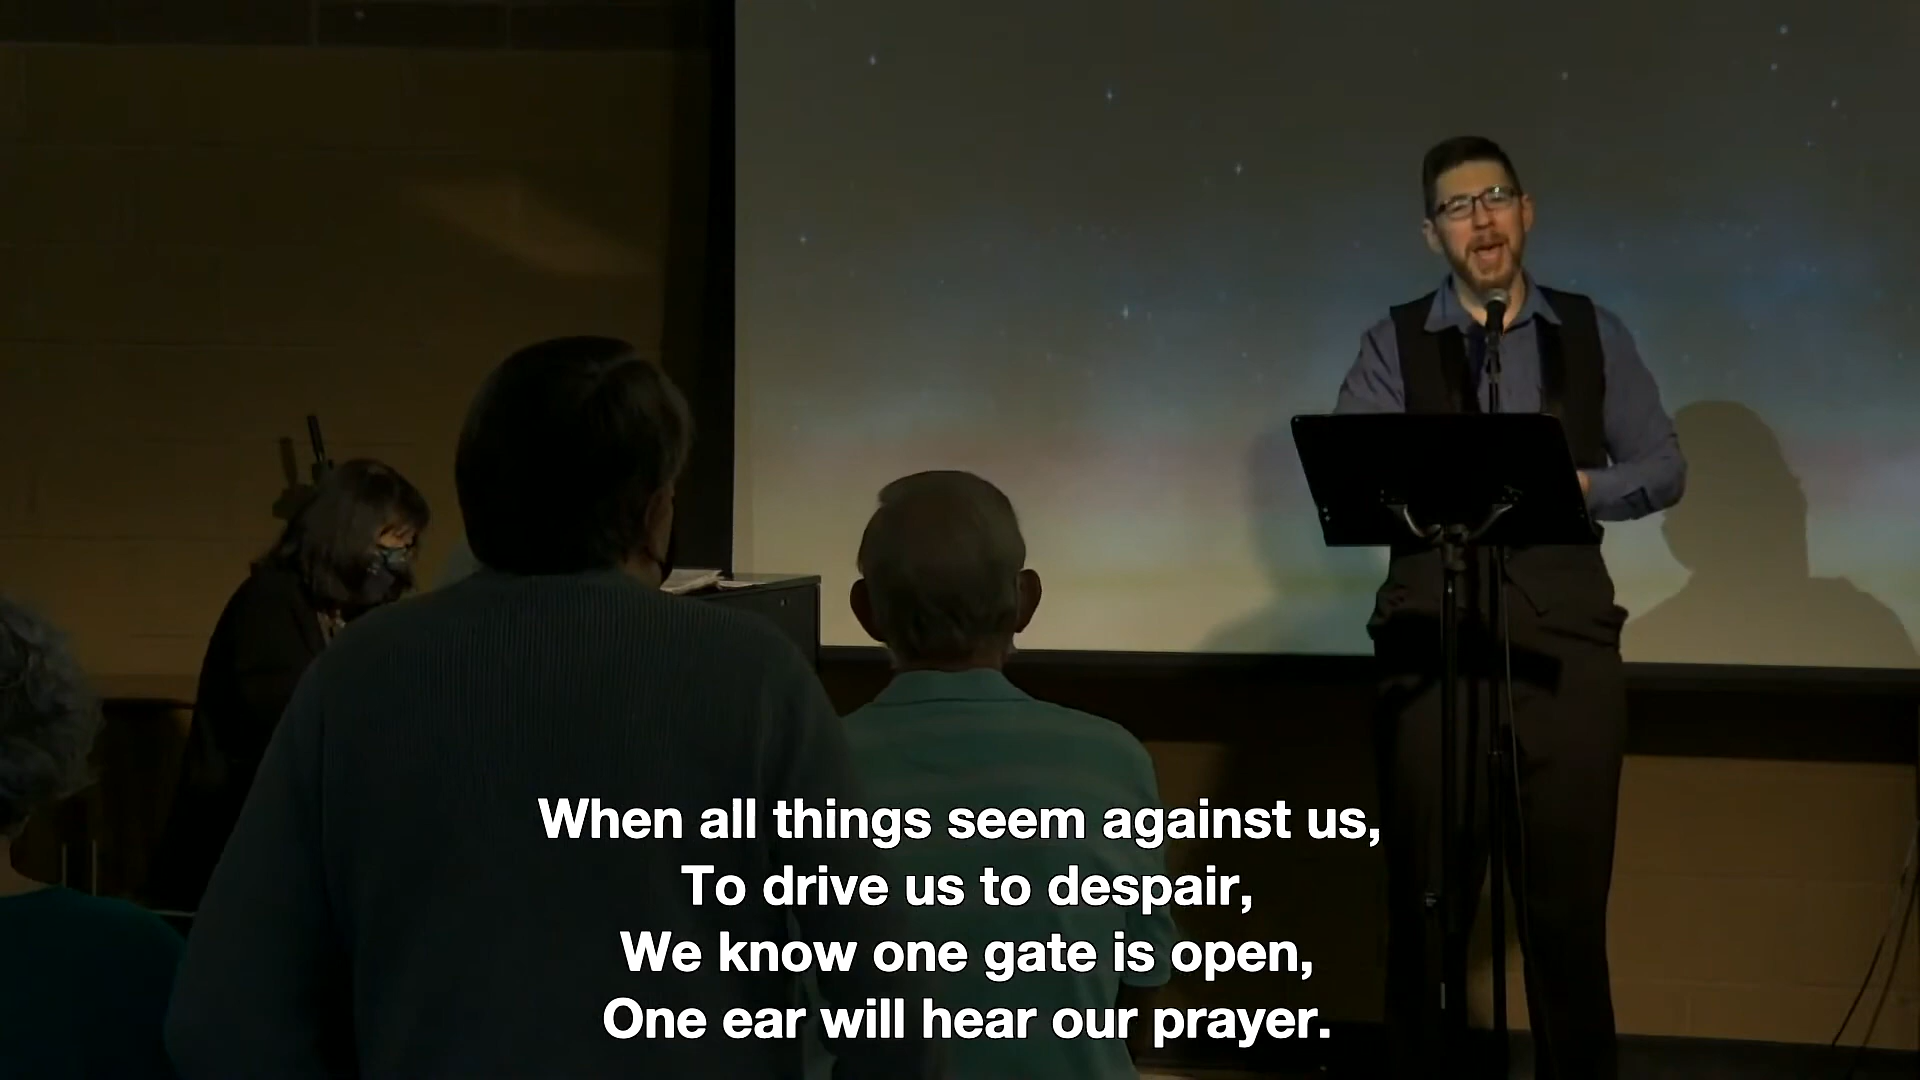 When all things seem against us,
To drive us to despair,
We know one gate is open,
One ear will hear our prayer.